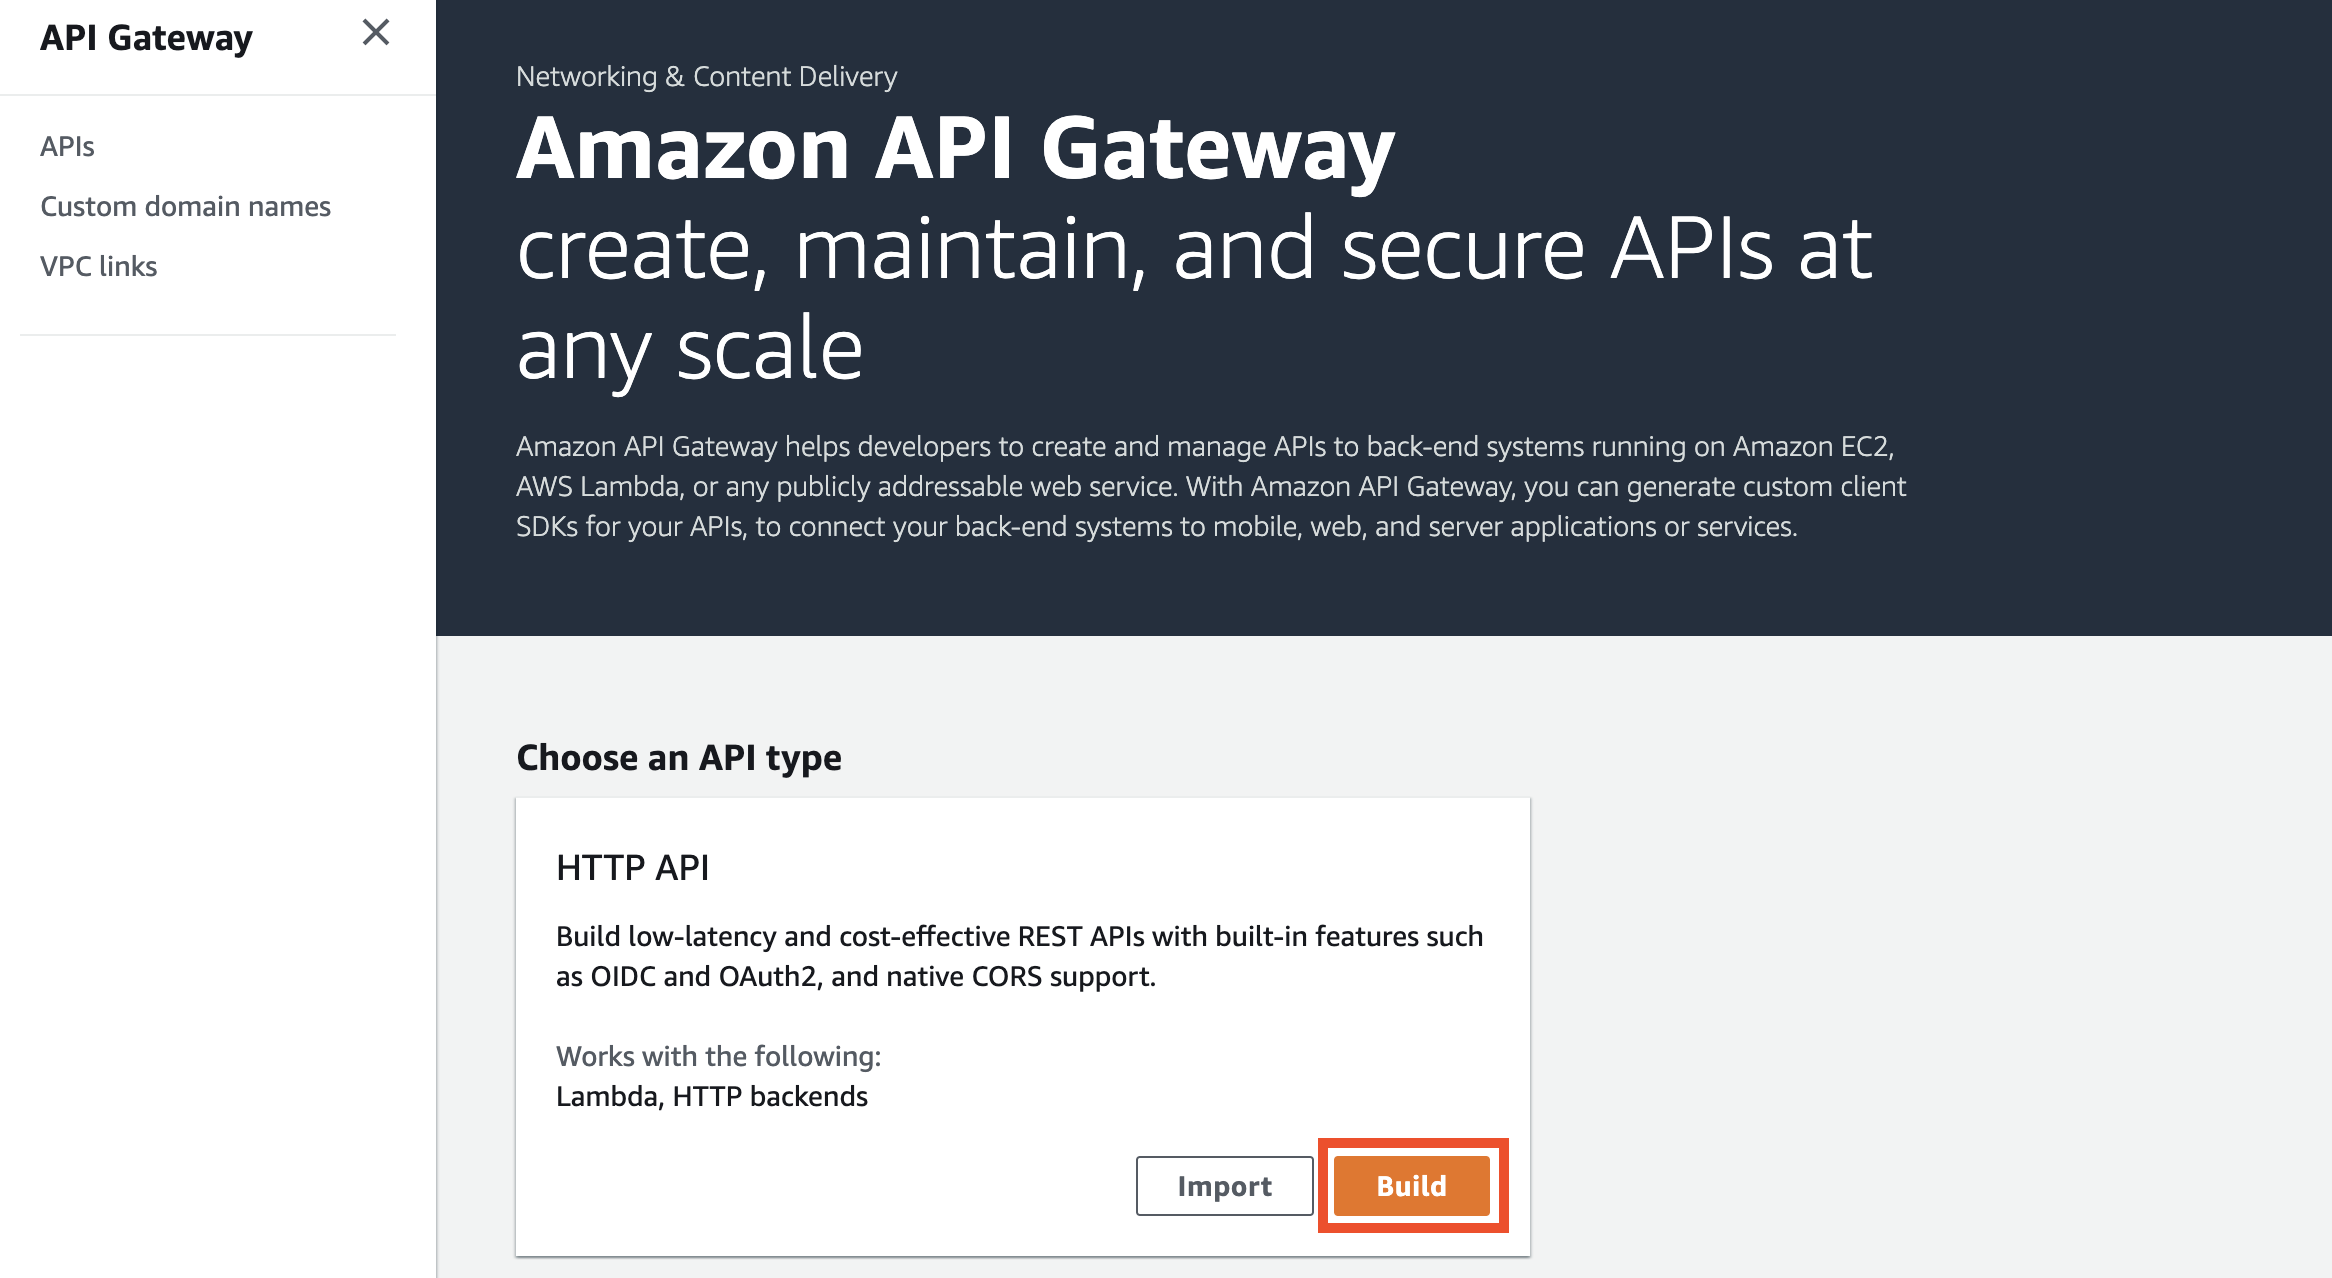 API Gateway
APIs
Custom domain names
VPC links
Networking & Content Delivery
Amazon API Gateway
create, maintain, and secure APIs at
any scale
Amazon API Gateway helps developers to create and manage APIs to back-end systems running on Amazon EC2,
AWS Lambda, or any publicly addressable web service. With Amazon API Gateway, you can generate custom client
SDKs for your APIs, to connect your back-end systems to mobile, web, and server applications or services.
Choose an API type
HTTP API
Build low-latency and cost-effective REST APIs with built-in features such
as OIDC and OAuth2, and native CORS support.
Works with the following:
Lambda, HTTP backends
Import
Build